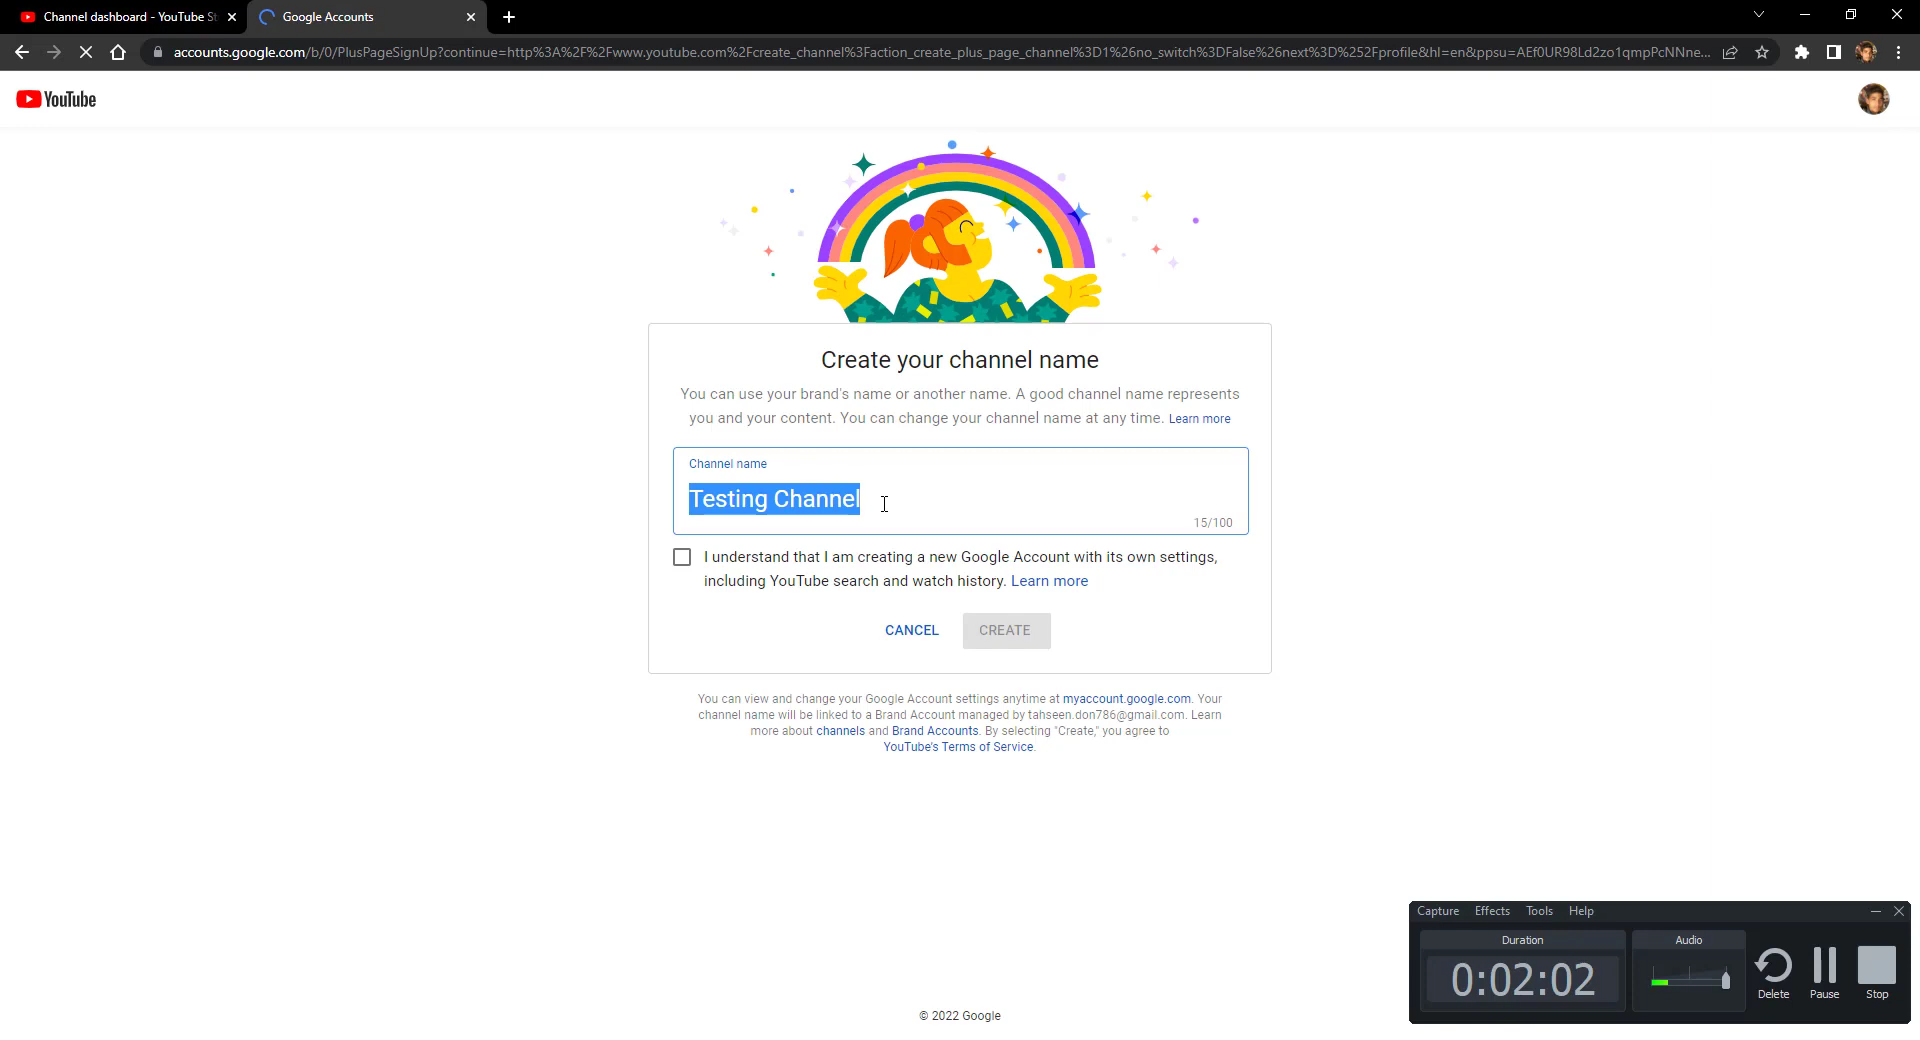 Channel dashboard - YouTube St
Google Accounts
accounts.google.com/b/0/PlusPageSignUp?continue=http%3A%2F%2Fwww.youtube.com%2Fcreate_channel%3Faction_create_plus_page_channel%3D1%26no_switch%3DFalse%26next%3D%252Fprofile&hl=en&ppsu=AEf0UR98Ld2zo1qmpPcNNne...
YouTube
Create your channel name
You can use your brand's name or another name. A good channel name represents
you and your content. You can change your channel name at any time. Learn more
Channel name
Testing Channel
15/100
I understand that I am creating a new Google Account with its own settings,
including YouTube search and watch history. Learn more
CANCEL
CREATE
You can view and change your Google Account settings anytime at myaccount.google.com. Your
channel name will be linked to a Brand Account managed by tahseen.don786@gmail.com. Learn
more about channels and Brand Accounts. By selecting "Create," you agree to
YouTube's Terms of Service.
Capture Effects Tools Help
Duration
Audio
0:02:02
Delete
Pause
Stop
© 2022 Google